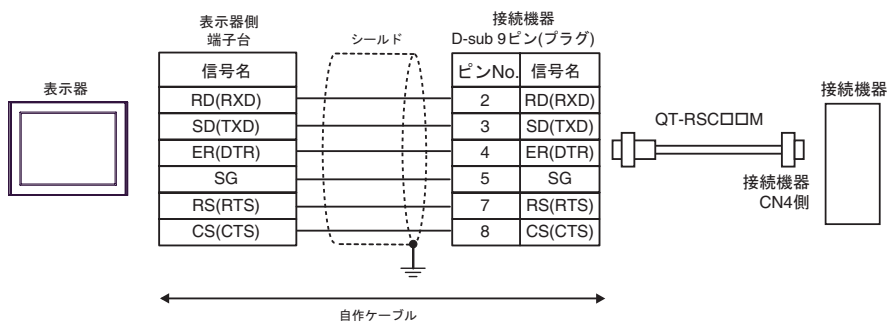 表示器
表示器側
端子台
シールド
接続機器
D-sub 9ピン(プラグ)
信号名
ピンNo. 信号名
RD(RXD) 2 RD(RXD)
SD(TXD) 3 SD(TXD)
ER(DTR) 4 ER(DTR)
SG 5 SG
RS(RTS) 7 RS(RTS)
CS(CTS) 8 CS(CTS)
自作ケーブル
QT-RSC□□M
接続機器
CN4側
接続機器